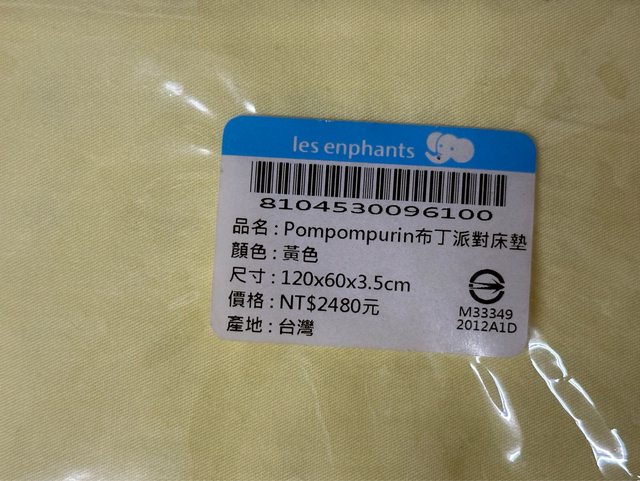 les enphants
8104530096100
品名：Pompompurin布丁派對床墊
顏色：黃色
尺寸：120x60x3.5cm
價格：NT$2480元
產地：台灣
M33349
2012A1D